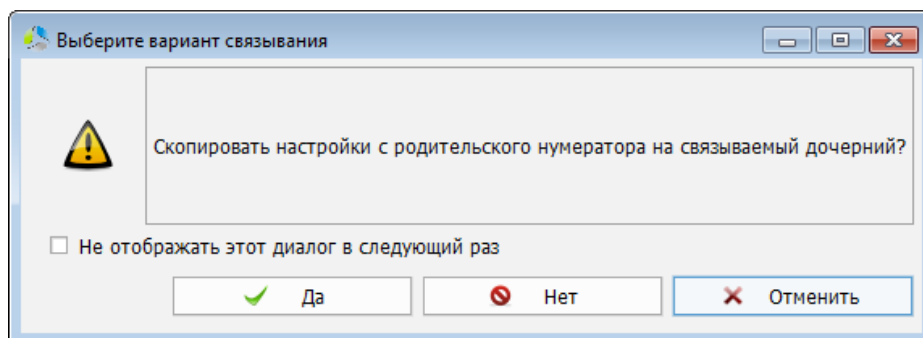 Выберите вариант связывания
Скопировать настройки с родительского нумератора на связываемый дочерний?
Не отображать этот диалог в следующий раз
Да
Нет
Отменить